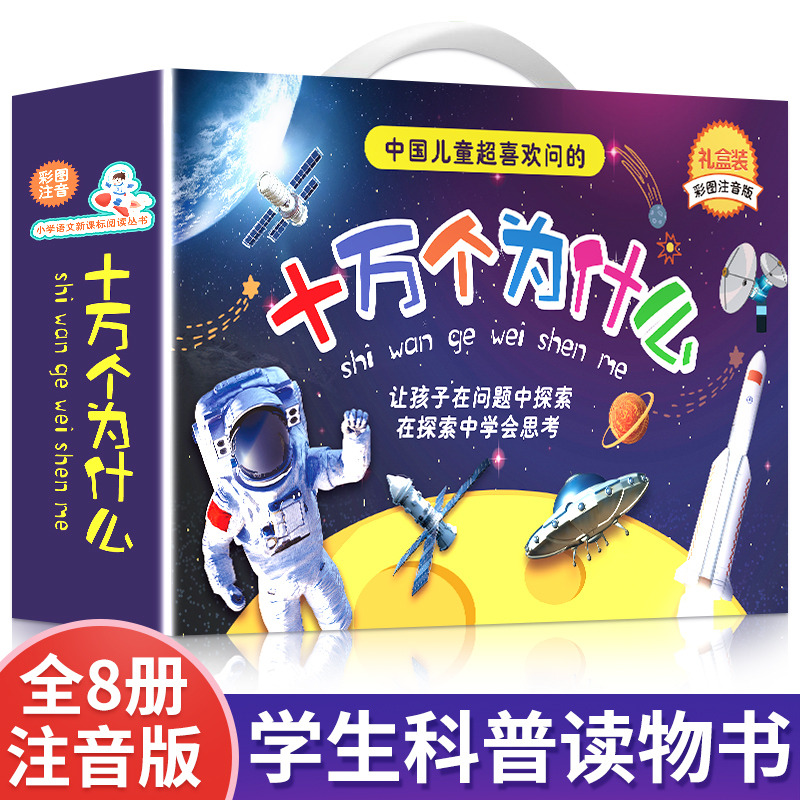 中国儿童超喜欢问的
礼盒装
彩图注音版
十万个为什么
shi wan ge wei shen me
让孩子在问题中探索
在探索中学会思考
彩图
注音
小学语文新课标阅读丛书
十万个为什么
shi wan ge wei shen me
全8册
注音版
学生科普读物书